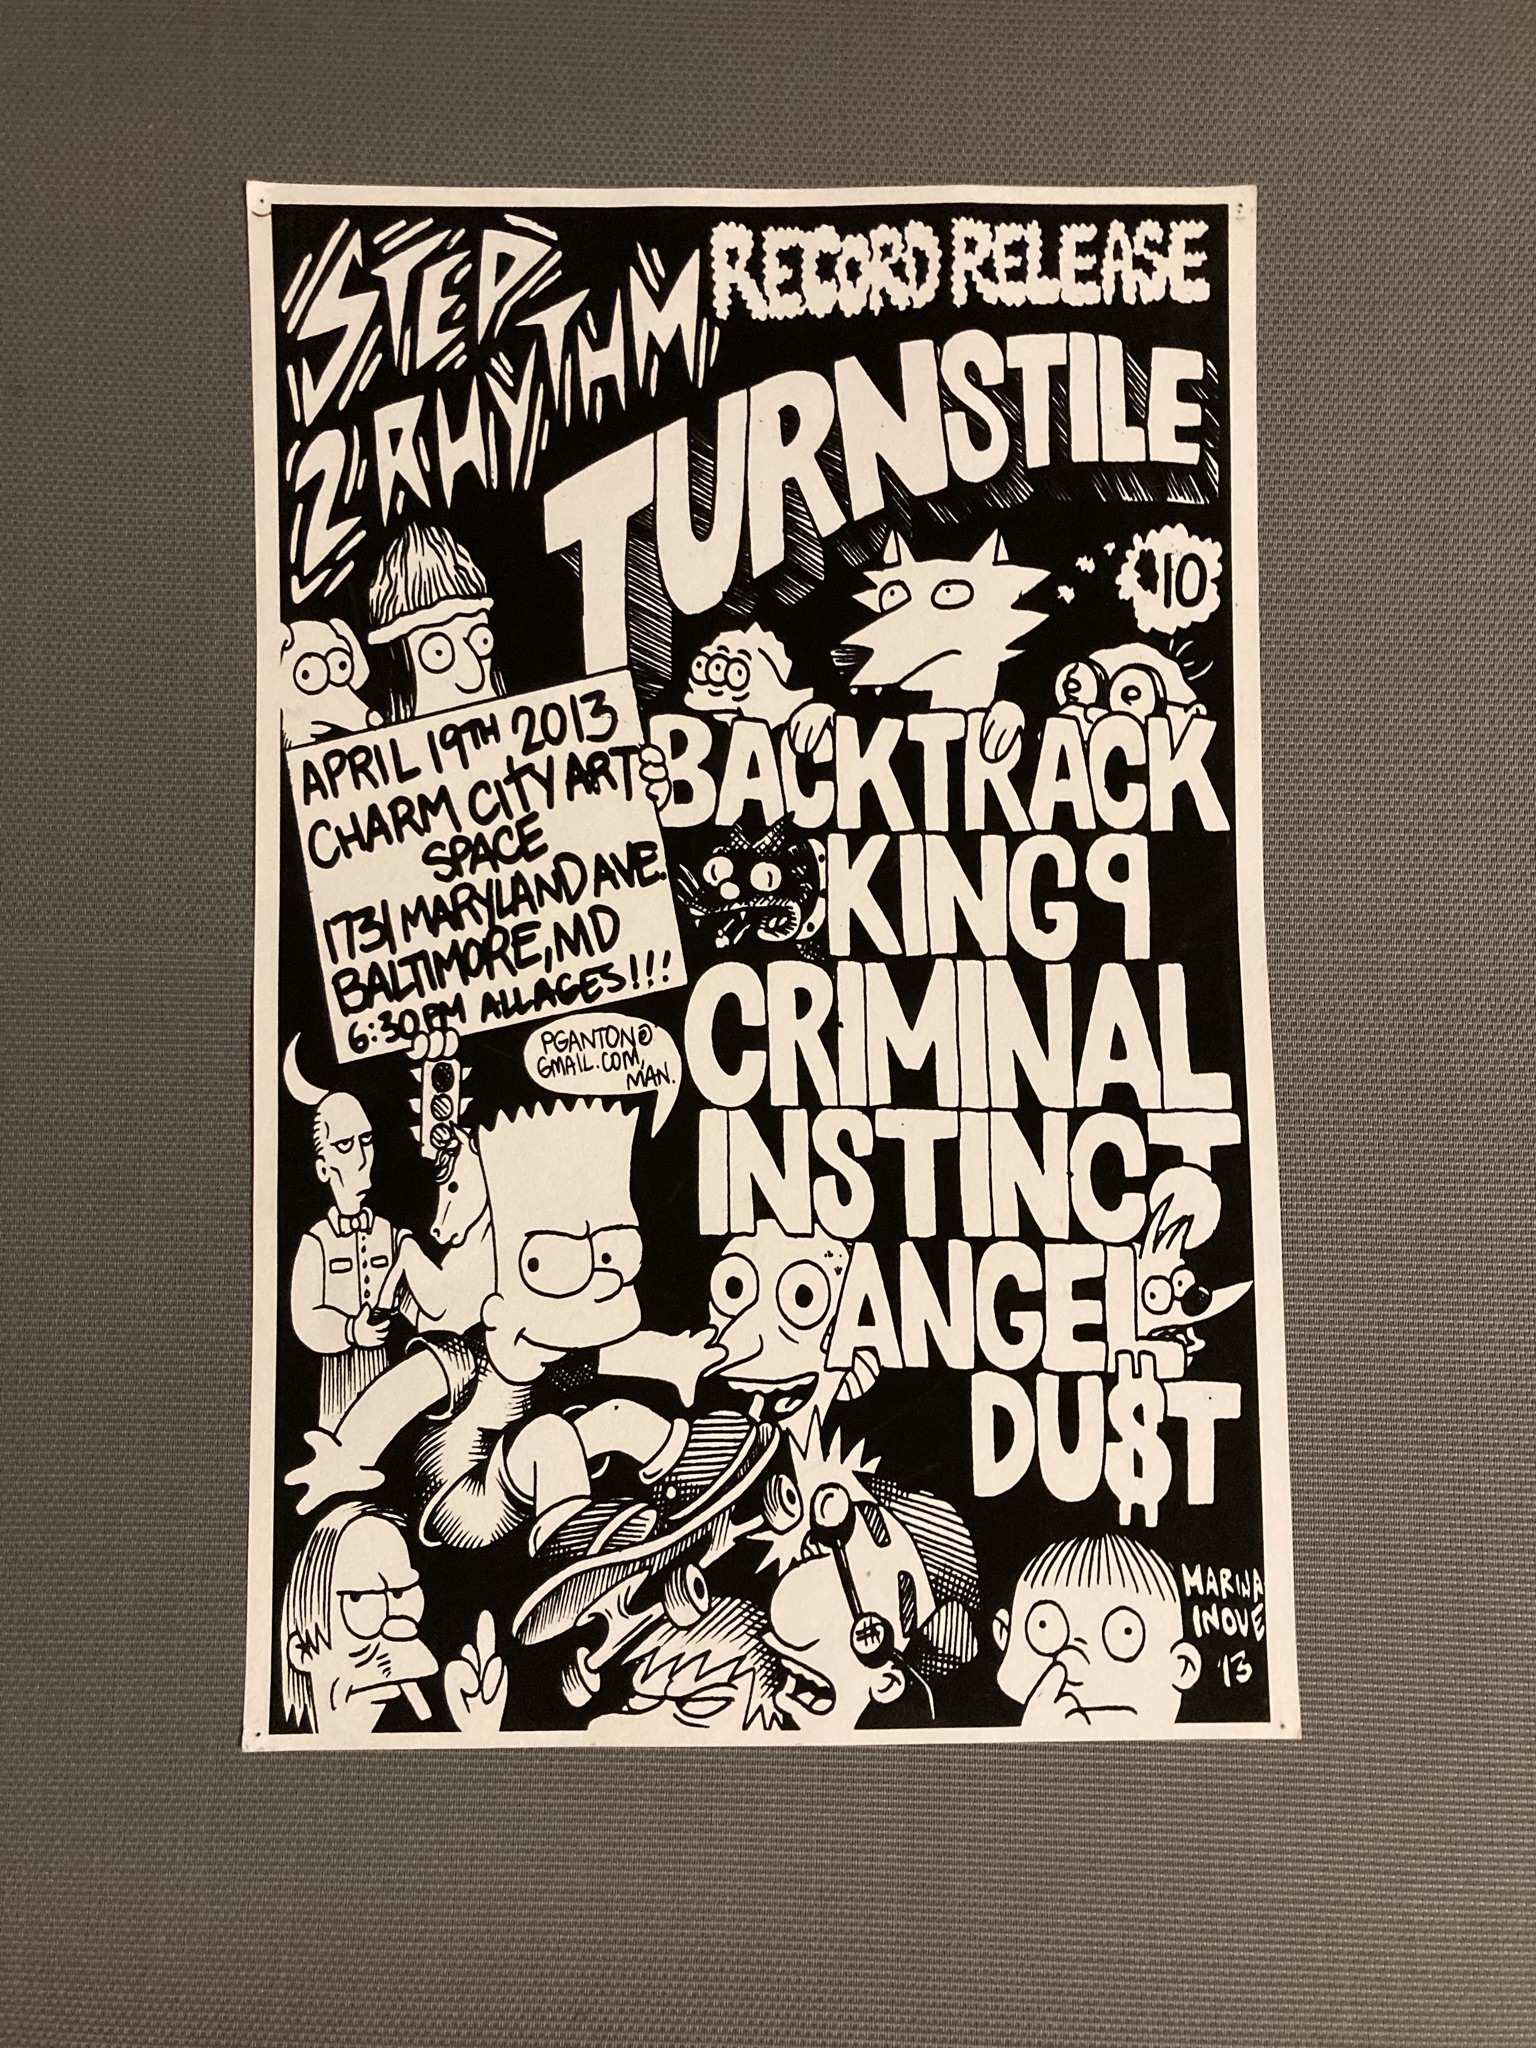 STEP
2 RHYTHM
RECORD RELEASE
TURNSTILE
$10
APRIL 19TH 2013
CHARM CITY ART
SPACE
1731 MARYLAND AVE.
BALTIMORE, MD
6:30PM ALL AGES!!!
BACKTRACK
KING 9
CRIMINAL
INSTINCT
ANGEL
DU$T
PGANTON@
GMAIL.COM,
MAN.
MARINA
INOUE
'13